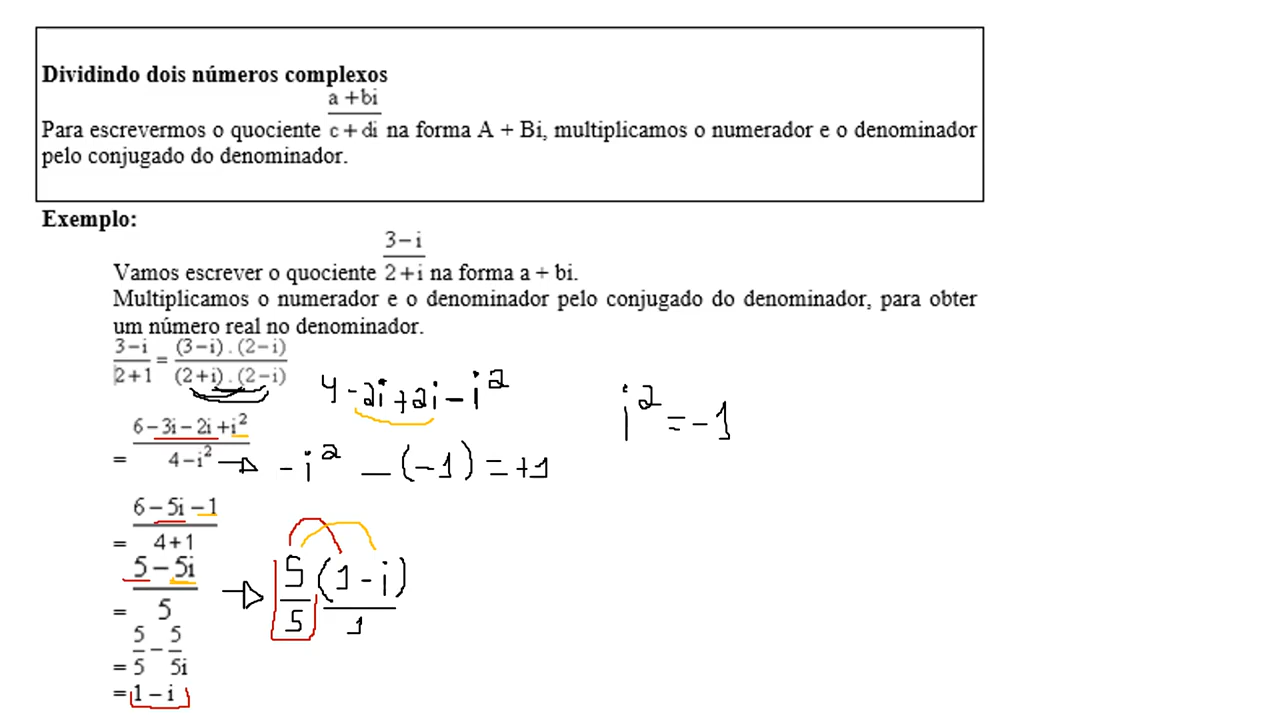 Dividindo dois números complexos
a + bi
Para escrevermos o quociente c + di na forma A + Bi, multiplicamos o numerador e o denominador
pelo conjugado do denominador.
Exemplo:
3 – i
Vamos escrever o quociente 2 + i na forma a + bi.
Multiplicamos o numerador e o denominador pelo conjugado do denominador, para obter
um número real no denominador.
3 – i = (3 – i) . (2 – i)
2 + 1 (2 + i) . (2 – i)
4 - 2i + 2i - i²
i² = -1
6 – 3i – 2i + i²
= 4 – i² → - i² - (-1) = +1
6 – 5i – 1
= 4 + 1
5 – 5i → 5 (1 - i)
= 5 5 1
5 – 5
= 5 5i
= 1 – i